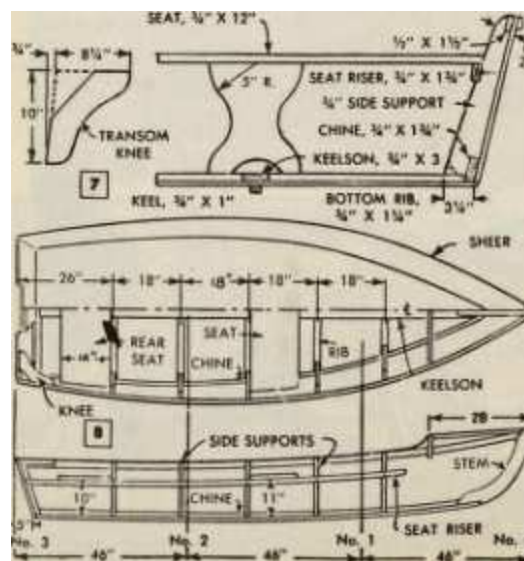 SEAT, ¾" X 12"
¾"
8¼"
½" X 1½"
5" R.
SEAT RISER, ¾" X 1¾"
¾" SIDE SUPPORT
10"
TRANSOM
KNEE
CHINE, ¾" X 1¾"
KEELSON, ¾" X 3
7
KEEL, ¾" X 1"
BOTTOM RIB,
¾" X 1¼"
SHEER
26"
18"
18"
18"
18"
REAR
SEAT
SEAT
CHINE
RIB
KEELSON
KNEE
8
SIDE SUPPORTS
28
STEM
10"
CHINE
11"
SEAT RISER
No. 3
No. 2
No. 1
No.
46"
46"
46"